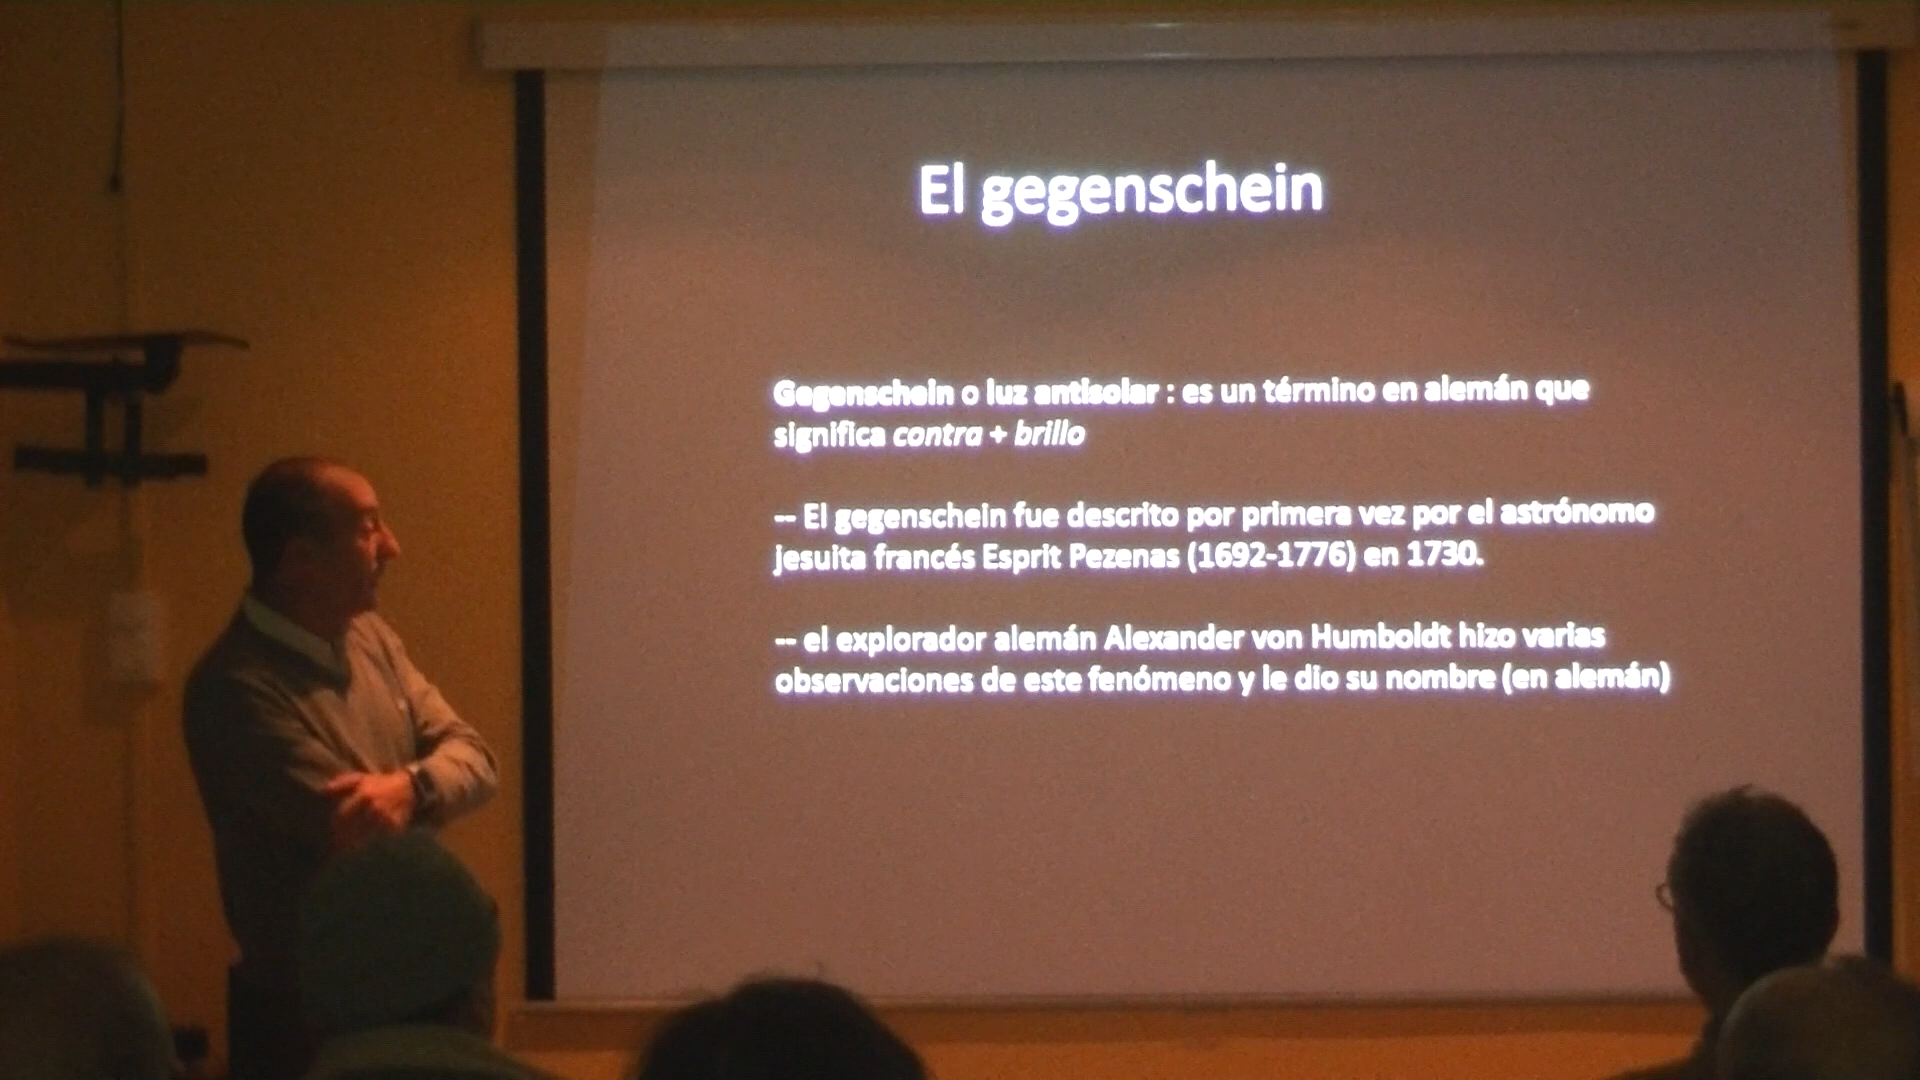 El gegenschein
Gegenschein o luz antisolar : es un término en alemán que
significa contra + brillo
-- El gegenschein fue descrito por primera vez por el astrónomo
jesuita francés Esprit Pezenas (1692-1776) en 1730.
-- el explorador alemán Alexander von Humboldt hizo varias
observaciones de este fenómeno y le dio su nombre (en alemán)